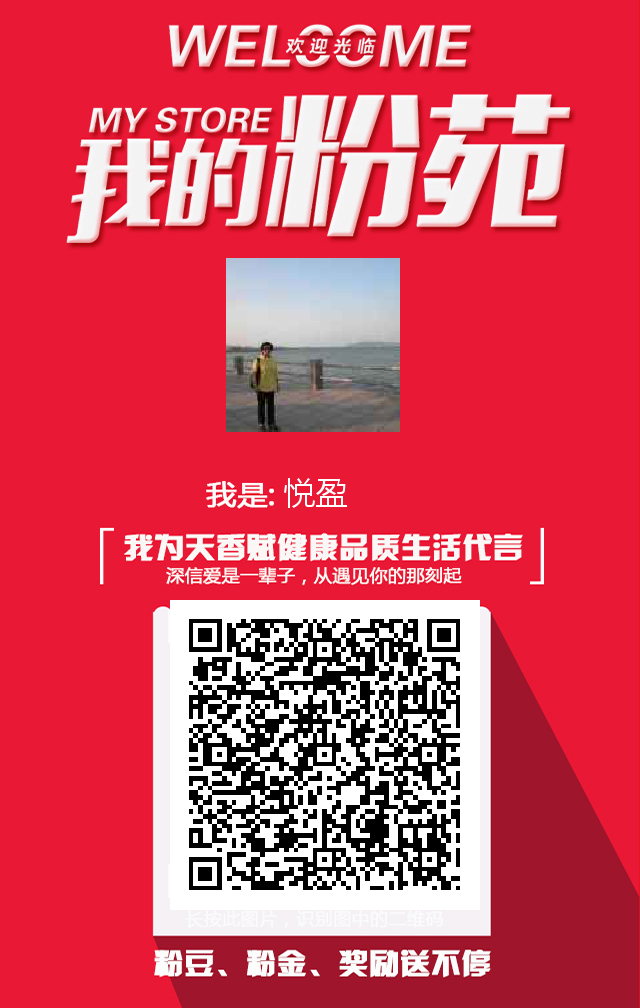 WELCOME
欢迎光临
MY STORE
我的粉苑
我是: 悦盈
我为天香赋健康品质生活代言
深信爱是一辈子，从遇见你的那刻起
长按此图片，识别图中的二维码
粉豆、粉金、奖励送不停